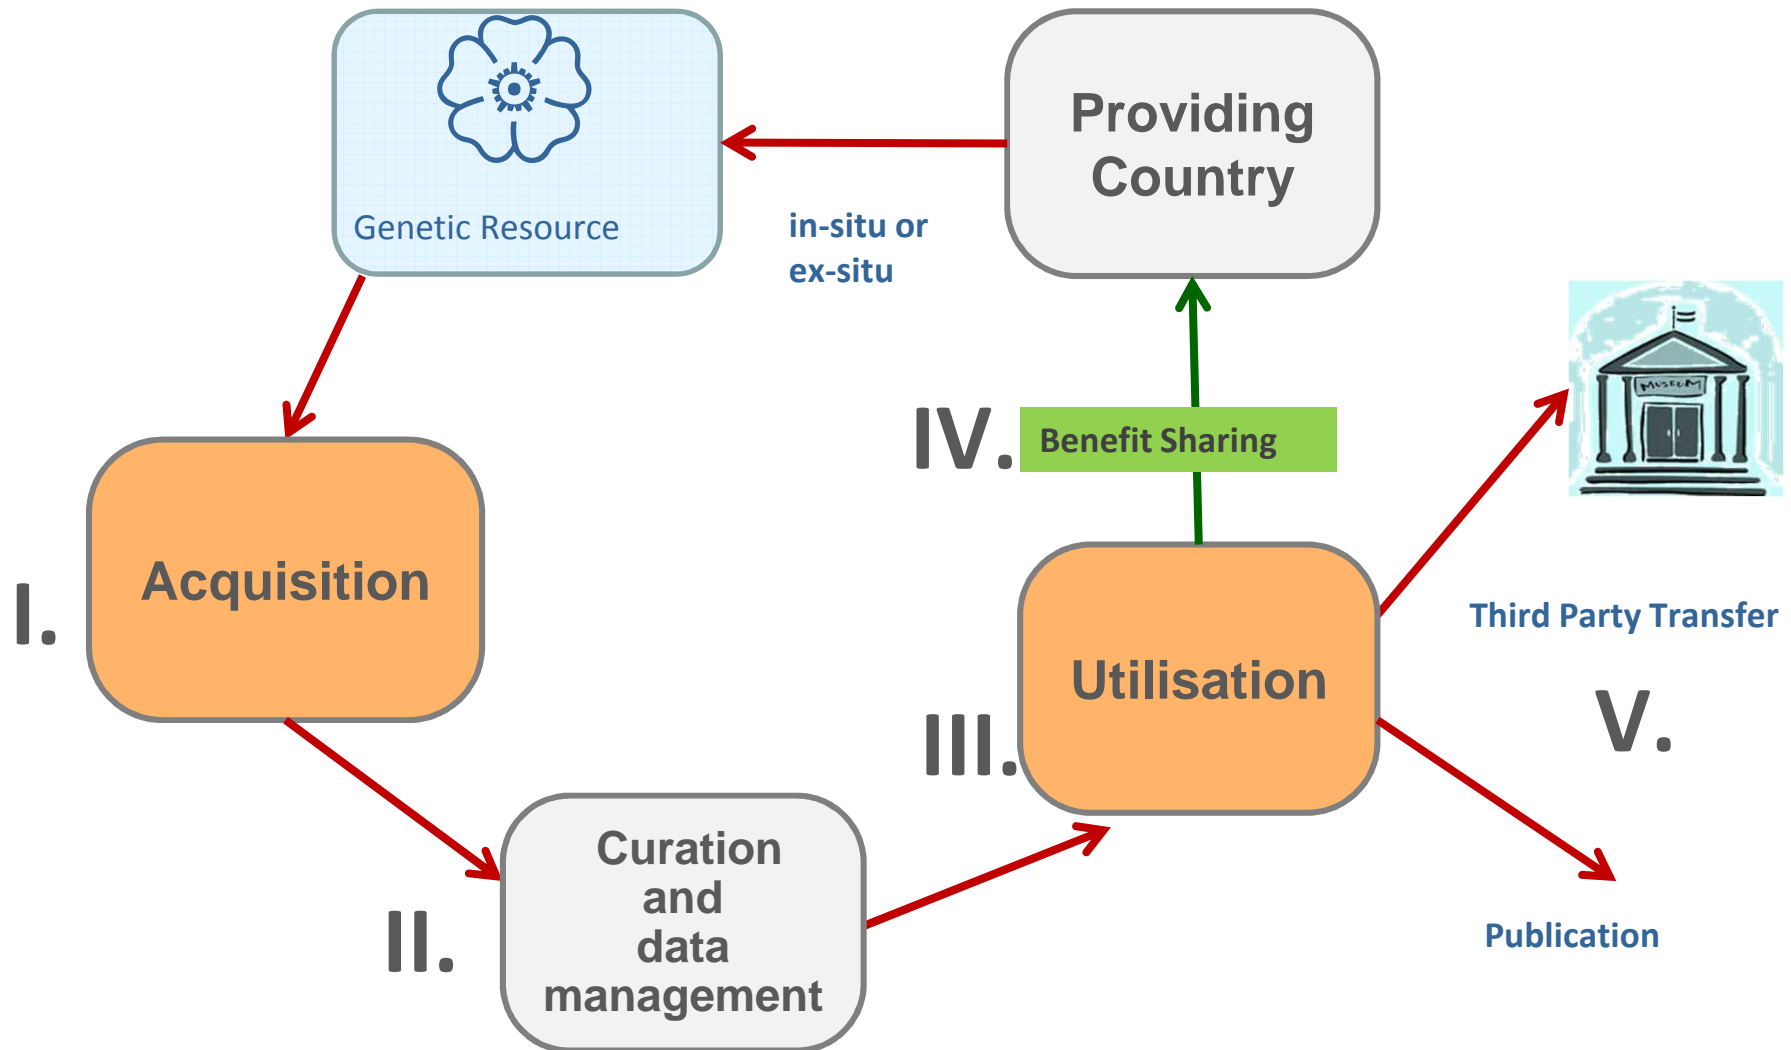 Genetic Resource
in-situ or
ex-situ
Providing
Country
MUSEUM
IV.
Benefit Sharing
I.
Acquisition
Third Party Transfer
III.
Utilisation
V.
II.
Curation
and
data
management
Publication